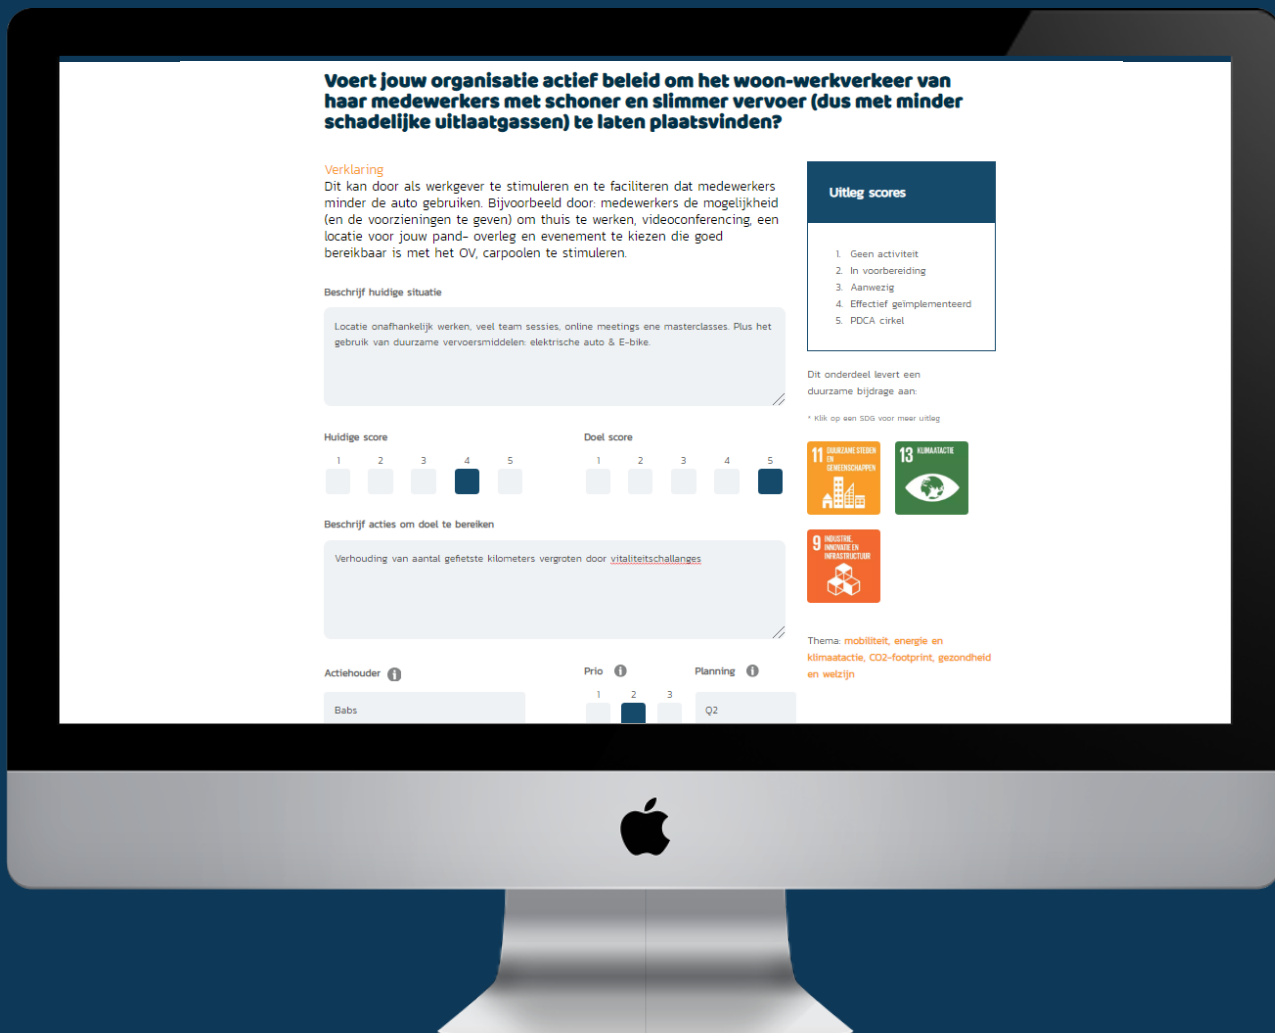 Voert jouw organisatie actief beleid om het woon-werkverkeer van
haar medewerkers met schoner en slimmer vervoer (dus met minder
schadelijke uitlaatgassen) te laten plaatsvinden?
Verklaring
Dit kan door als werkgever te stimuleren en te faciliteren dat medewerkers
minder de auto gebruiken. Bijvoorbeeld door: medewerkers de mogelijkheid
(en de voorzieningen te geven) om thuis te werken, videoconferencing, een
locatie voor jouw pand- overleg en evenement te kiezen die goed
bereikbaar is met het OV, carpoolen te stimuleren.
Beschrijf huidige situatie
Locatie onafhankelijk werken, veel team sessies, online meetings ene masterclasses. Plus het
gebruik van duurzame vervoersmiddelen: elektrische auto & E-bike.
Huidige score
1 2 3 4 5
Doel score
1 2 3 4 5
Beschrijf acties om doel te bereiken
Verhouding van aantal gefietste kilometers vergroten door vitaliteitschallanges
Actiehouder i
Babs
Prio i
1 2 3
Planning i
Q2
Uitleg scores
1. Geen activiteit
2. In voorbereiding
3. Aanwezig
4. Effectief geïmplementeerd
5. PDCA cirkel
Dit onderdeel levert een
duurzame bijdrage aan:
* Klik op een SDG voor meer uitleg
11 DUURZAME STEDEN
EN
GEMEENSCHAPPEN
13 KLIMAATACTIE
9 INDUSTRIE,
INNOVATIE EN
INFRASTRUCTUUR
Thema: mobiliteit, energie en
klimaatactie, CO2-footprint, gezondheid
en welzijn